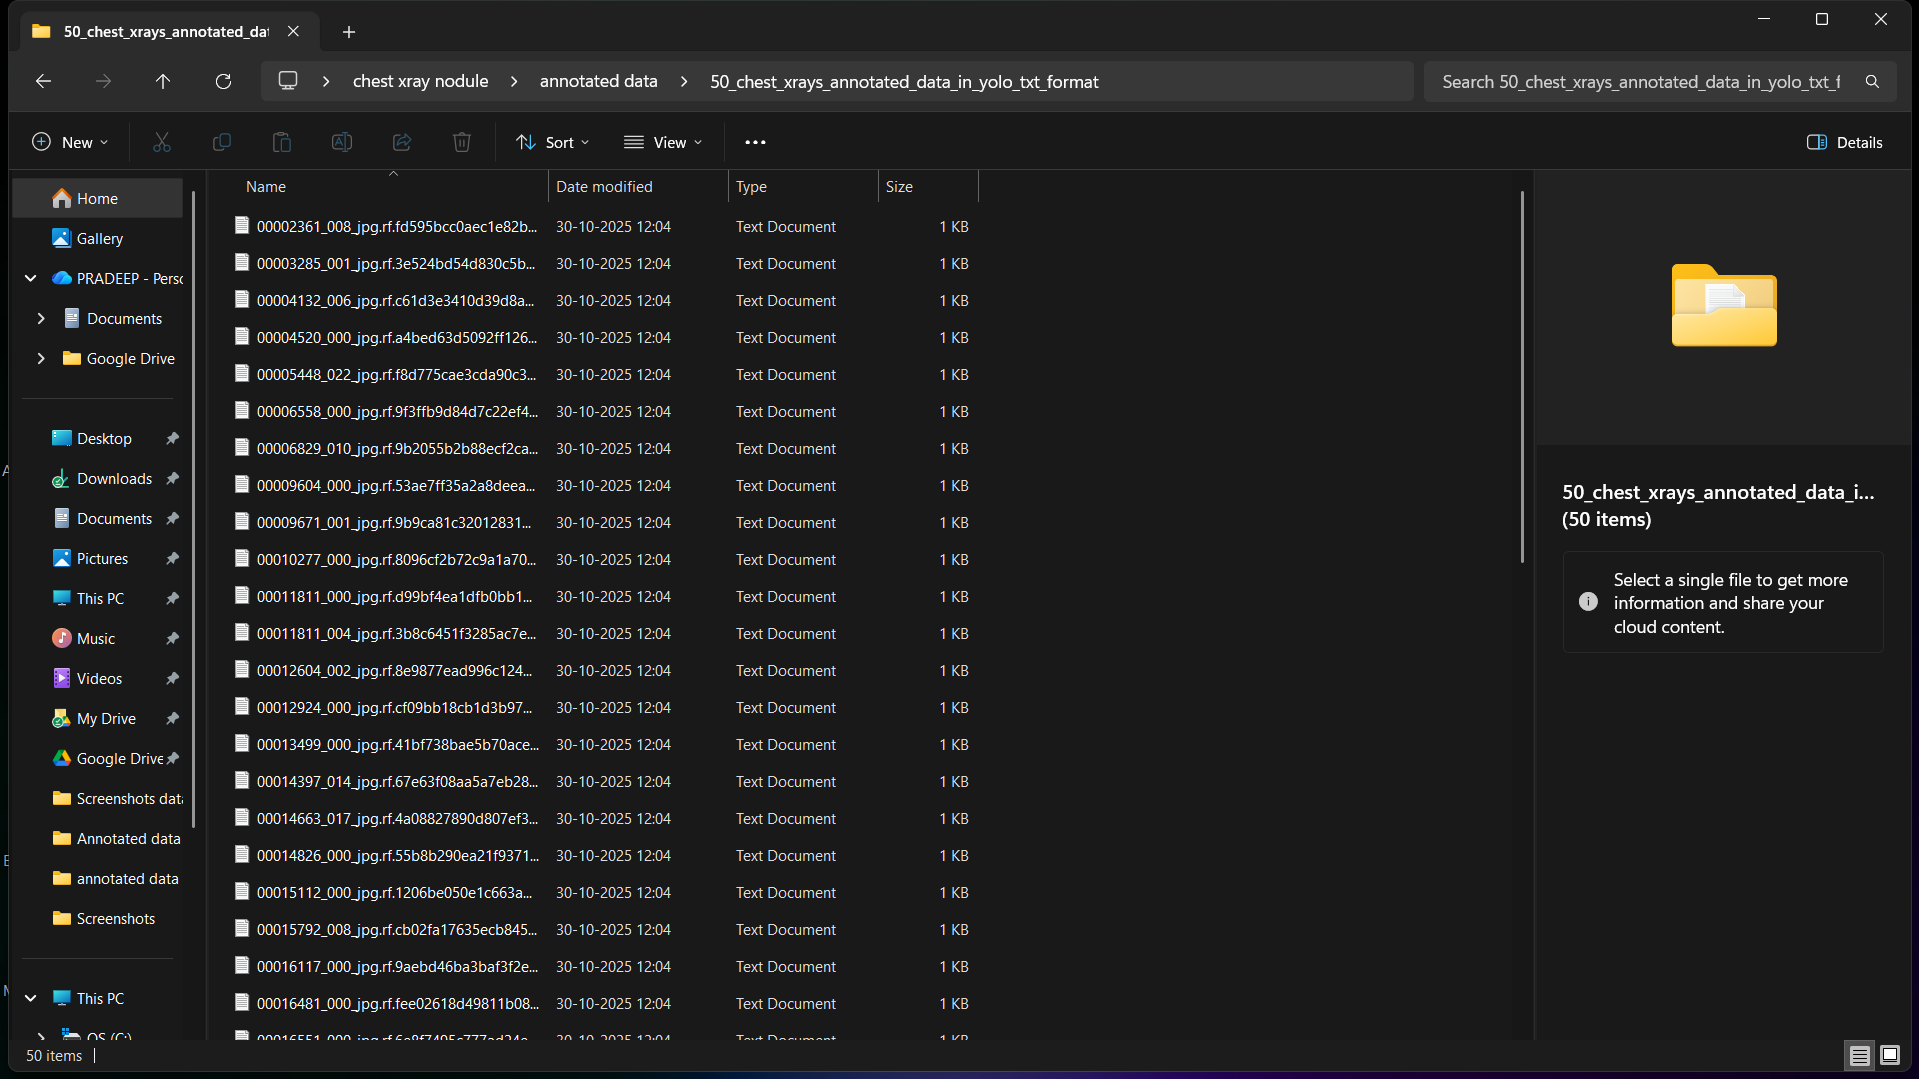 50_chest_xrays_annotated_dat
chest xray nodule
annotated data
50_chest_xrays_annotated_data_in_yolo_txt_format
Search 50_chest_xrays_annotated_data_in_yolo_txt_f
New
Sort
View
Details
Home
Gallery
PRADEEP - Perso
Documents
Google Drive
Desktop
Downloads
Documents
Pictures
This PC
Music
Videos
My Drive
Google Drive
Screenshots data
Annotated data
annotated data
Screenshots
This PC
OS (C:)
Name Date modified Type Size
00002361_008_jpg.rf.fd595bcc0aec1e82b... 30-10-2025 12:04 Text Document 1 KB
00003285_001_jpg.rf.3e524bd54d830c5b... 30-10-2025 12:04 Text Document 1 KB
00004132_006_jpg.rf.c61d3e3410d39d8a... 30-10-2025 12:04 Text Document 1 KB
00004520_000_jpg.rf.a4bed63d5092ff126... 30-10-2025 12:04 Text Document 1 KB
00005448_022_jpg.rf.f8d775cae3cda90c3... 30-10-2025 12:04 Text Document 1 KB
00006558_000_jpg.rf.9f3ffb9d84d7c22ef4... 30-10-2025 12:04 Text Document 1 KB
00006829_010_jpg.rf.9b2055b2b88ecf2ca... 30-10-2025 12:04 Text Document 1 KB
00009604_000_jpg.rf.53ae7ff35a2a8deea... 30-10-2025 12:04 Text Document 1 KB
00009671_001_jpg.rf.9b9ca81c32012831... 30-10-2025 12:04 Text Document 1 KB
00010277_000_jpg.rf.8096cf2b72c9a1a70... 30-10-2025 12:04 Text Document 1 KB
00011811_000_jpg.rf.d99bf4ea1dfb0bb1... 30-10-2025 12:04 Text Document 1 KB
00011811_004_jpg.rf.3b8c6451f3285ac7e... 30-10-2025 12:04 Text Document 1 KB
00012604_002_jpg.rf.8e9877ead996c124... 30-10-2025 12:04 Text Document 1 KB
00012924_000_jpg.rf.cf09bb18cb1d3b97... 30-10-2025 12:04 Text Document 1 KB
00013499_000_jpg.rf.41bf738bae5b70ace... 30-10-2025 12:04 Text Document 1 KB
00014397_014_jpg.rf.67e63f08aa5a7eb28... 30-10-2025 12:04 Text Document 1 KB
00014663_017_jpg.rf.4a08827890d807ef3... 30-10-2025 12:04 Text Document 1 KB
00014826_000_jpg.rf.55b8b290ea21f9371... 30-10-2025 12:04 Text Document 1 KB
00015112_000_jpg.rf.1206be050e1c663a... 30-10-2025 12:04 Text Document 1 KB
00015792_008_jpg.rf.cb02fa17635ecb845... 30-10-2025 12:04 Text Document 1 KB
00016117_000_jpg.rf.9aebd46ba3baf3f2e... 30-10-2025 12:04 Text Document 1 KB
00016481_000_jpg.rf.fee02618d49811b08... 30-10-2025 12:04 Text Document 1 KB
30-10-2025 12:04 Text Document 1 KB
50_chest_xrays_annotated_data_i...
(50 items)
Select a single file to get more
information and share your
cloud content.
50 items